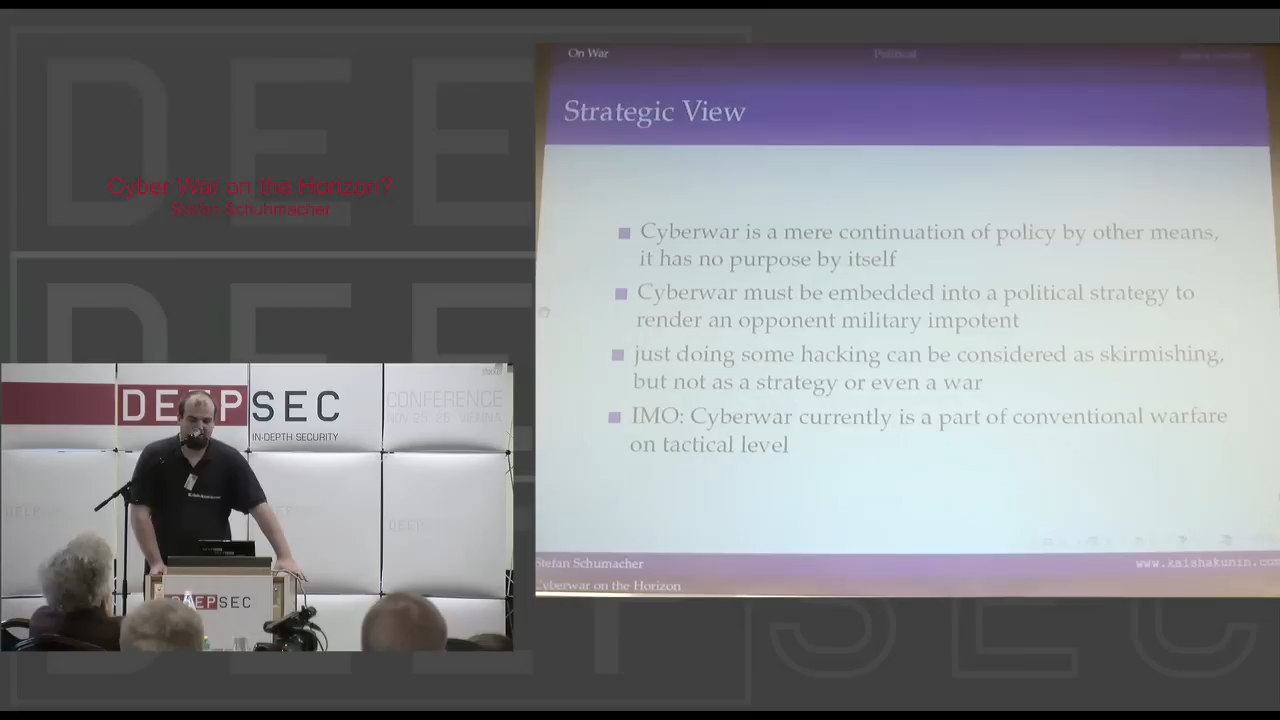 On War
Political
Strategic View
Cyberwar is a mere continuation of policy by other means,
it has no purpose by itself
Cyberwar must be embedded into a political strategy to
render an opponent military impotent
just doing some hacking can be considered as skirmishing,
but not as a strategy or even a war
IMO: Cyberwar currently is a part of conventional warfare
on tactical level
Stefan Schumacher
www.kaishakunin.com
Cyberwar on the Horizon
Cyber War on the Horizon?
Stefan Schuhmacher
DEEPSEC
IN-DEPTH SECURITY
CONFERENCE
NOV 23-26 VIENNA
DEEPSEC